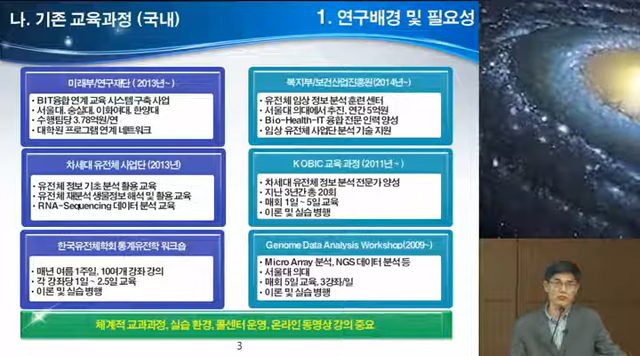 나. 기존 교육과정 (국내)
1. 연구배경 및 필요성
미래부/연구재단 ( 2013년~ )
• BIT융합 연계 교육 시스템 구축 사업
• 서울대, 숭실대, 이화여대, 한양대
• 수행팀당 3.78억원/연
• 대학원 프로그램 연계 네트워크
복지부/보건산업진흥원(2014년~)
• 유전체 임상 정보 분석 훈련 센터
• 서울대 의대에서 추진, 연간 5억원
• Bio-Health-IT 융합 전문 인력 양성
• 임상 유전체 사업단 분석 기술 지원
차세대 유전체 사업단 (2013년)
• 유전체 정보 기초 분석 활용 교육
• 유전체 재분석 생물정보 해석 및 활용 교육
• RNA-Sequencing 데이터 분석 교육
KOBIC 교육 과정 (2011년 ~ )
• 차세대 유전체 정보 분석 전문가 양성
• 지난 3년간 총 20회
• 매회 1일~ 5일 교육
• 이론 및 실습 병행
한국유전체학회 통계유전학 워크숍
• 매년 여름 1주일, 10여개 강좌 강의
• 각 강좌당 1일 ~ 2.5일 교육
• 이론 및 실습 병행
Genome Data Analysis Workshop(2009~)
• Micro Array 분석, NGS 데이터 분석 등
• 서울대 의대
• 매회 5일 교육, 3강좌/일
• 이론 및 실습 병행
체계적 교과과정, 실습 환경, 콜센터 운영, 온라인 동영상 강의 중요
3